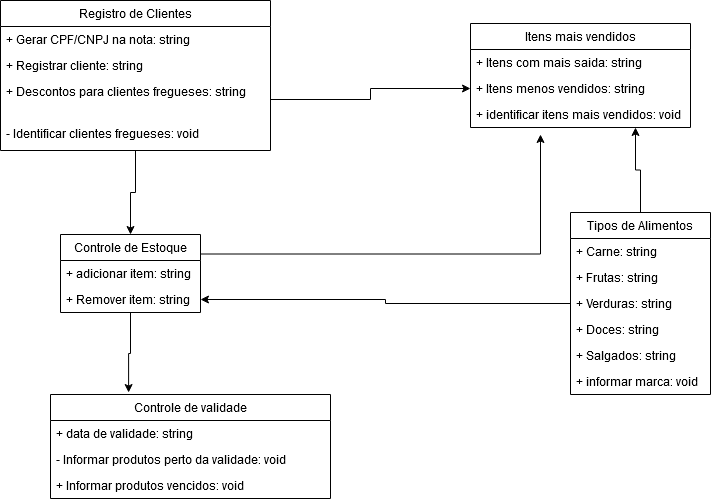 Registro de Clientes
+ Gerar CPF/CNPJ na nota: string
+ Registrar cliente: string
+ Descontos para clientes fregueses: string
- Identificar clientes fregueses: void
Itens mais vendidos
+ Itens com mais saida: string
+ Itens menos vendidos: string
+ identificar itens mais vendidos: void
Controle de Estoque
+ adicionar item: string
+ Remover item: string
Tipos de Alimentos
+ Carne: string
+ Frutas: string
+ Verduras: string
+ Doces: string
+ Salgados: string
+ informar marca: void
Controle de validade
+ data de validade: string
- Informar produtos perto da validade: void
+ Informar produtos vencidos: void